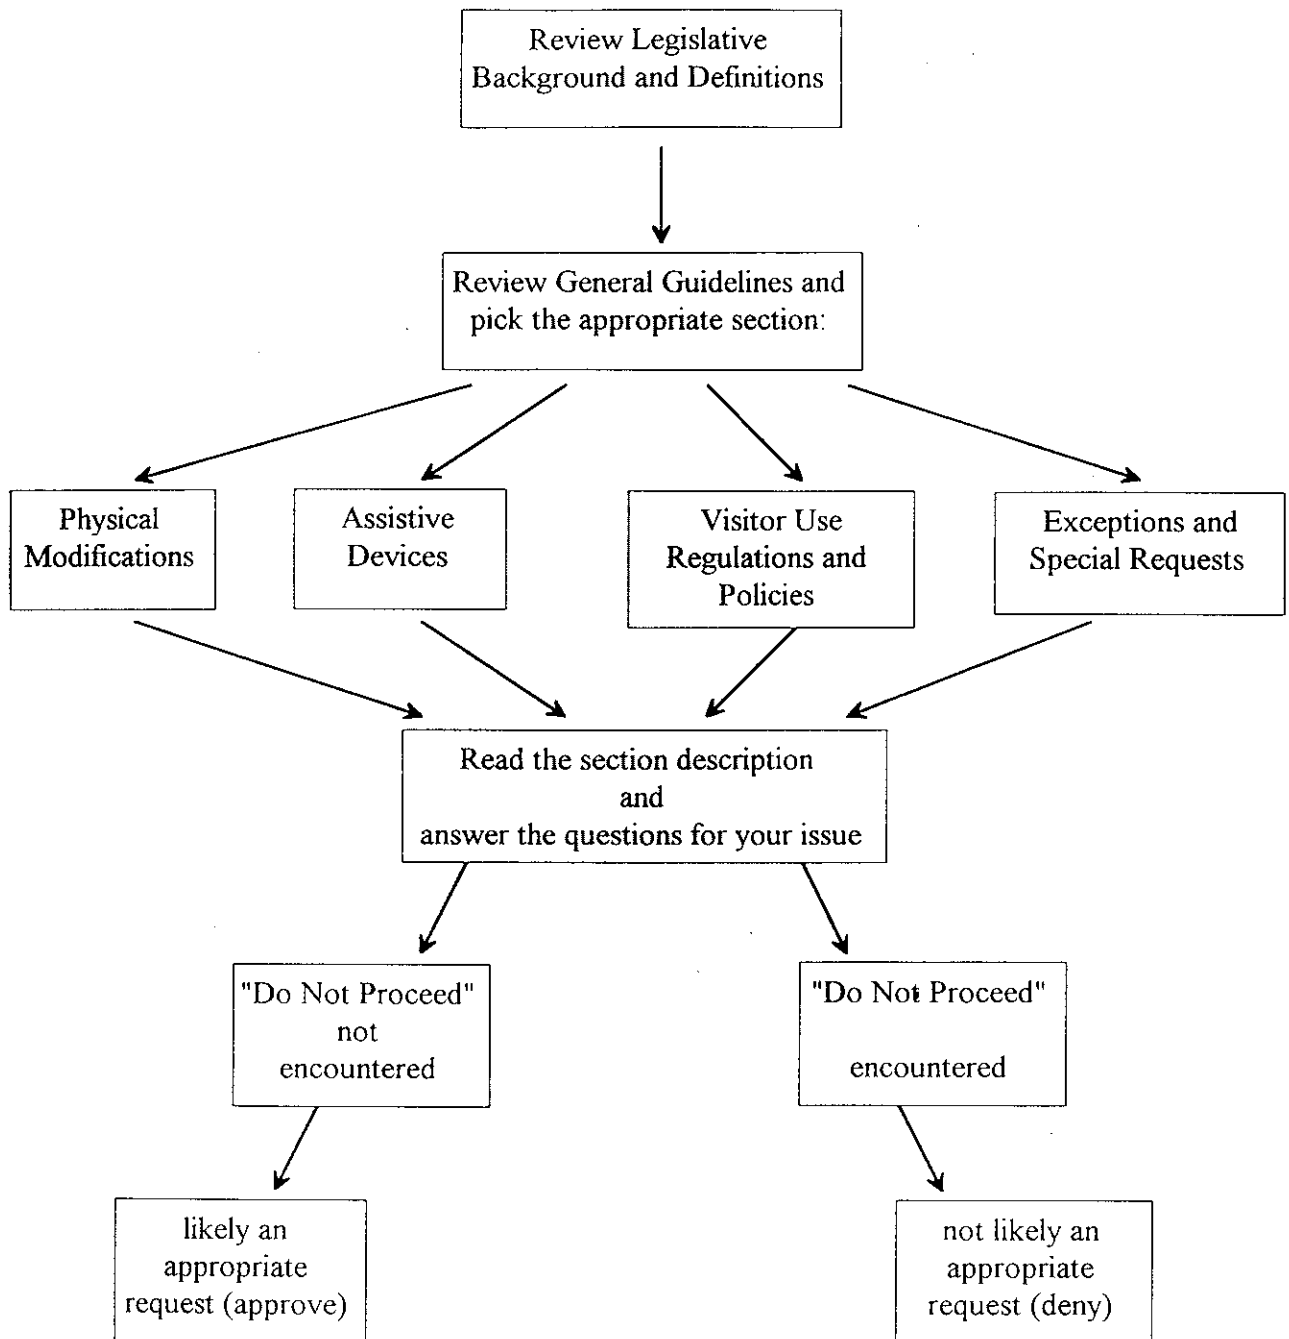 Review Legislative
Background and Definitions
Review General Guidelines and
pick the appropriate section:
Physical
Modifications
Assistive
Devices
Visitor Use
Regulations and
Policies
Exceptions and
Special Requests
Read the section description
and
answer the questions for your issue
"Do Not Proceed"
not
encountered
"Do Not Proceed"
encountered
likely an
appropriate
request (approve)
not likely an
appropriate
request (deny)